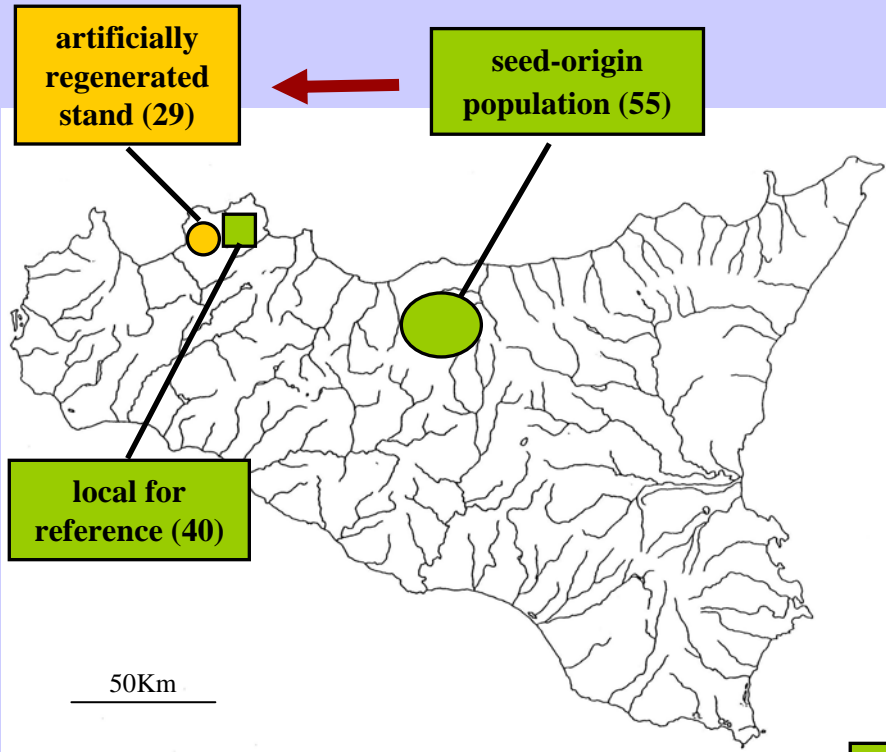 artificially
regenerated
stand (29)
seed-origin
population (55)
local for
reference (40)
50Km